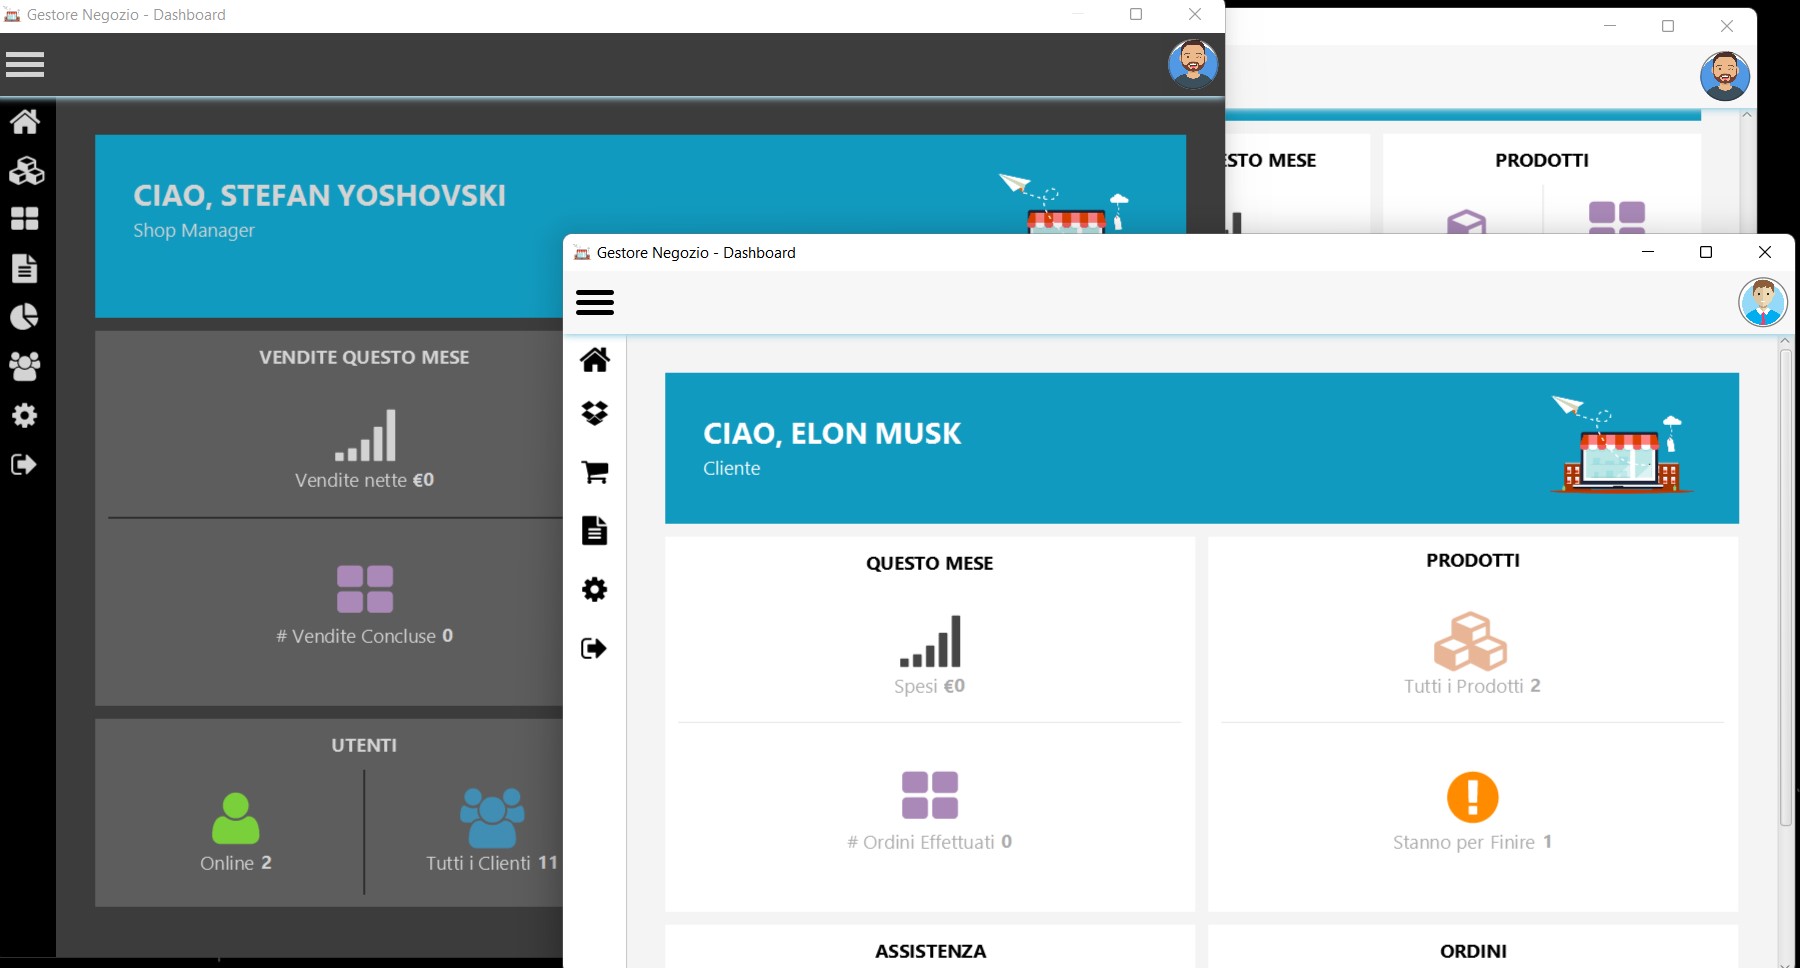 Gestore Negozio - Dashboard
CIAO, STEFAN YOSHOVSKI
Shop Manager
VENDITE QUESTO MESE
Vendite nette €0
# Vendite Concluse 0
UTENTI
Online 2
Tutti i Clienti 11
STO MESE
PRODOTTI
Gestore Negozio - Dashboard
CIAO, ELON MUSK
Cliente
QUESTO MESE
Spesi €0
# Ordini Effettuati 0
PRODOTTI
Tutti i Prodotti 2
Stanno per Finire 1
ASSISTENZA
ORDINI